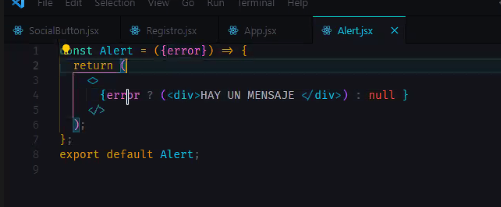 File Edit Selection View Go Run Terminal Help
SocialButton.jsx Registro.jsx App.jsx Alert.jsx
1 const Alert = ({error}) => {
2 return (
3 <>
4 {error ? (<div>HAY UN MENSAJE </div>) : null }
5 </>
6 );
7 };
8 export default Alert;
9